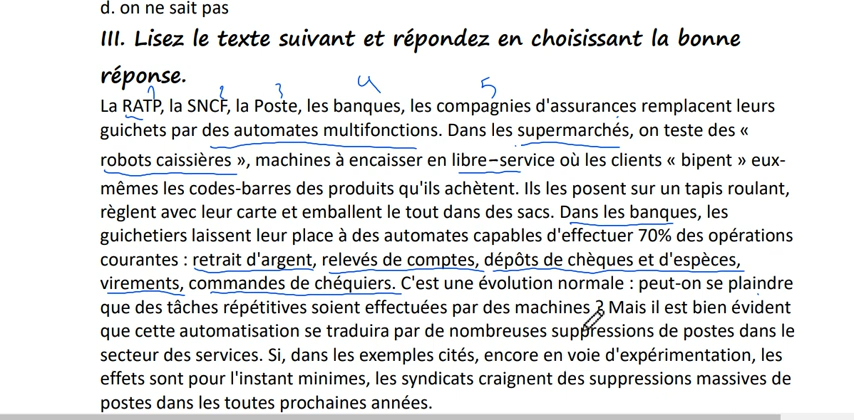 d. on ne sait pas
III. Lisez le texte suivant et répondez en choisissant la bonne
réponse.
1 2 3 4 5
La RATP, la SNCF, la Poste, les banques, les compagnies d'assurances remplacent leurs
guichets par des automates multifonctions. Dans les supermarchés, on teste des «
robots caissières », machines à encaisser en libre-service où les clients « bipent » eux-
mêmes les codes-barres des produits qu'ils achètent. Ils les posent sur un tapis roulant,
règlent avec leur carte et emballent le tout dans des sacs. Dans les banques, les
guichetiers laissent leur place à des automates capables d'effectuer 70% des opérations
courantes : retrait d'argent, relevés de comptes, dépôts de chèques et d'espèces,
virements, commandes de chéquiers. C'est une évolution normale : peut-on se plaindre
que des tâches répétitives soient effectuées par des machines ? Mais il est bien évident
que cette automatisation se traduira par de nombreuses suppressions de postes dans le
secteur des services. Si, dans les exemples cités, encore en voie d'expérimentation, les
effets sont pour l'instant minimes, les syndicats craignent des suppressions massives de
postes dans les toutes prochaines années.